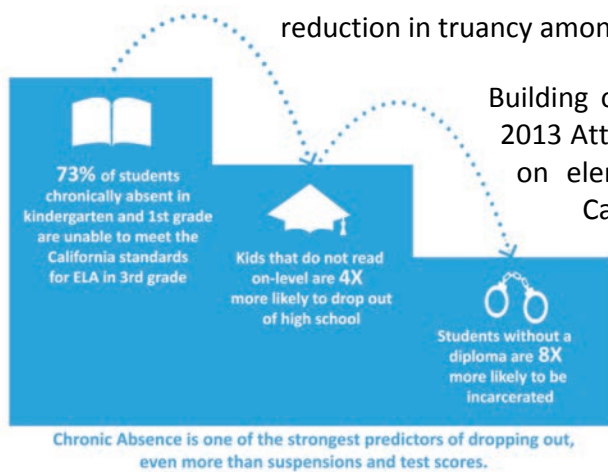 reduction in truancy amon
Building
2013 Att
on elem
Ca
73% of students
chronically absent in
kindergarten and 1st grade
are unable to meet the
California standards
for ELA in 3rd grade
Kids that do not read
on-level are 4X
more likely to drop out
of high school
Students without a
diploma are 8X
more likely to be
incarcerated
Chronic Absence is one of the strongest predictors of dropping out,
even more than suspensions and test scores.